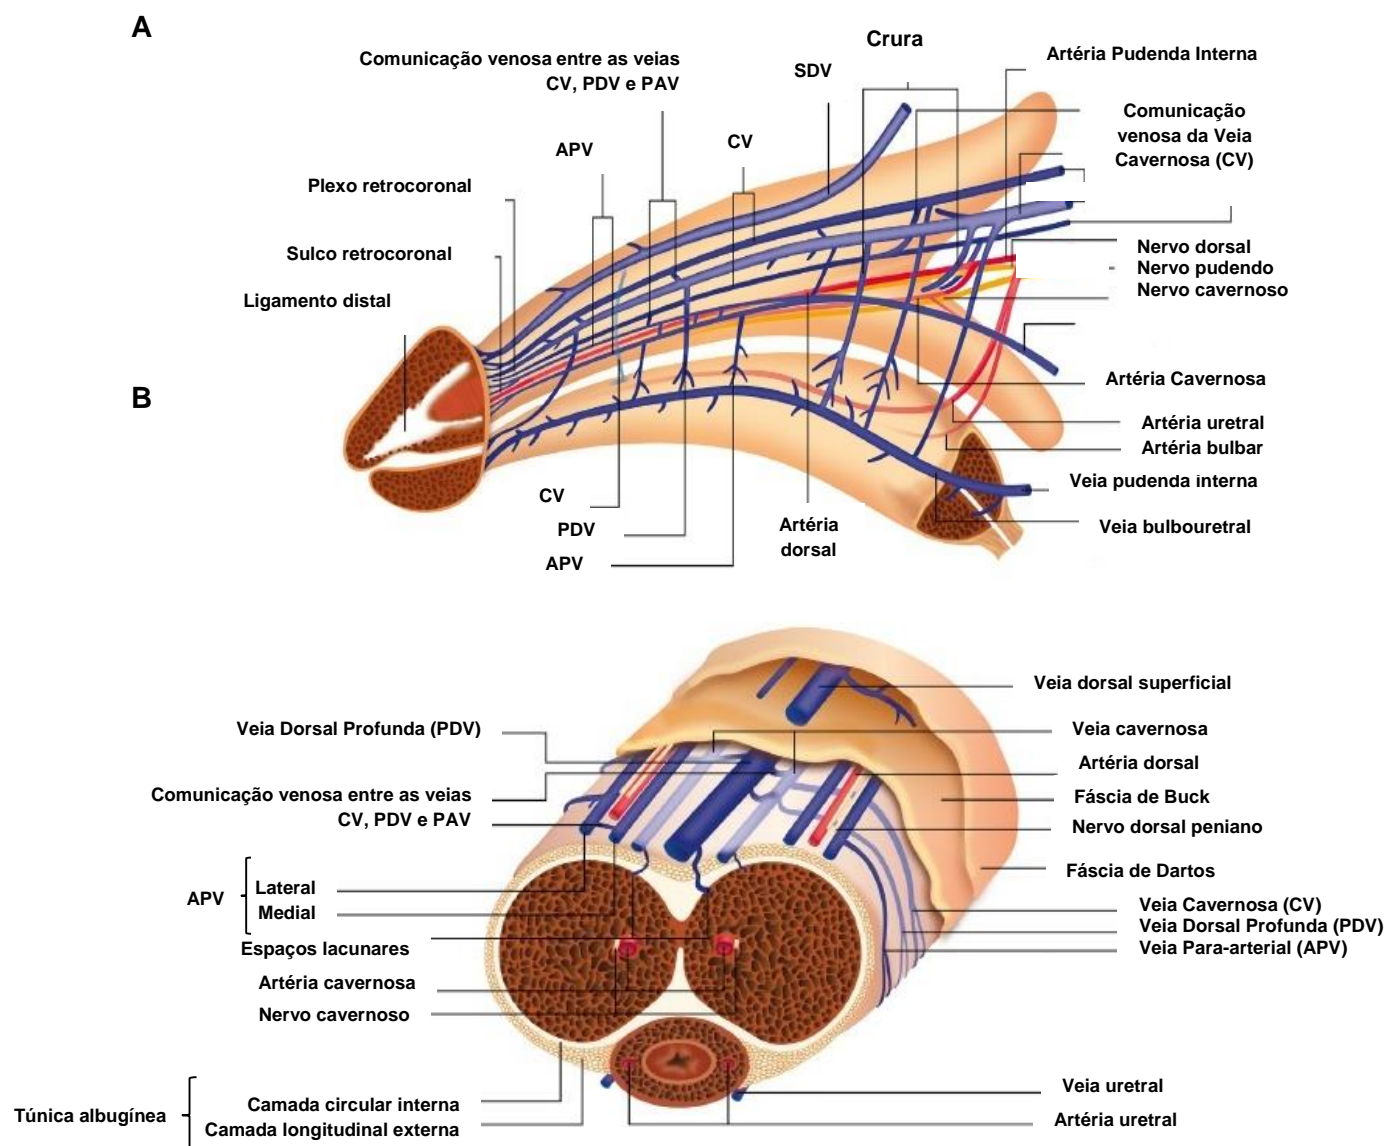 A
Crura
Comunicação venosa entre as veias
CV, PDV e PAV
SDV
Artéria Pudenda Interna
Comunicação
venosa da Veia
Cavernosa (CV)
APV
CV
Plexo retrocoronal
Sulco retrocoronal
Ligamento distal
Nervo dorsal
Nervo pudendo
Nervo cavernoso
B
Artéria Cavernosa
Artéria uretral
Artéria bulbar
Veia pudenda interna
Veia bulbouretral
CV
PDV
APV
Artéria
dorsal
Veia dorsal superficial
Veia Dorsal Profunda (PDV)
Veia cavernosa
Artéria dorsal
Comunicação venosa entre as veias
CV, PDV e PAV
Fáscia de Buck
Nervo dorsal peniano
Fáscia de Dartos
APV
Lateral
Medial
Veia Cavernosa (CV)
Veia Dorsal Profunda (PDV)
Veia Para-arterial (APV)
Espaços lacunares
Artéria cavernosa
Nervo cavernoso
Túnica albugínea
Camada circular interna
Camada longitudinal externa
Veia uretral
Artéria uretral